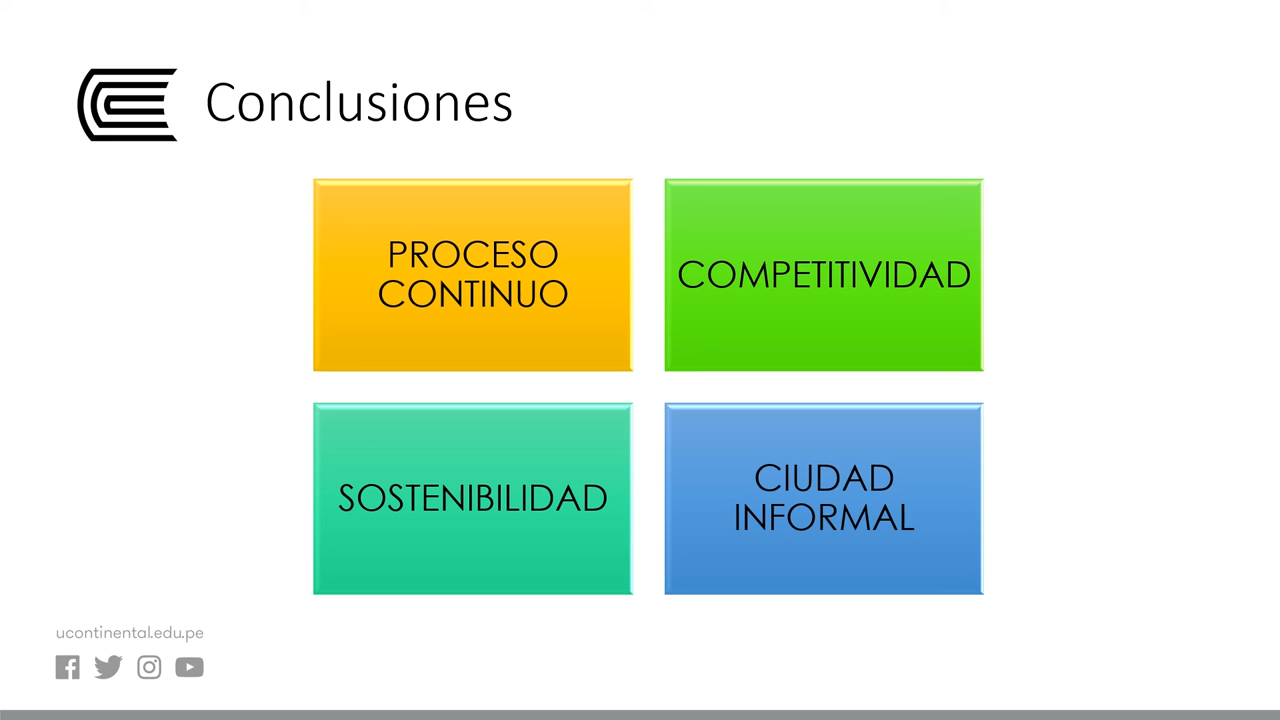 Conclusiones
PROCESO
CONTINUO
COMPETITIVIDAD
SOSTENIBILIDAD
CIUDAD
INFORMAL
ucontinental.edu.pe